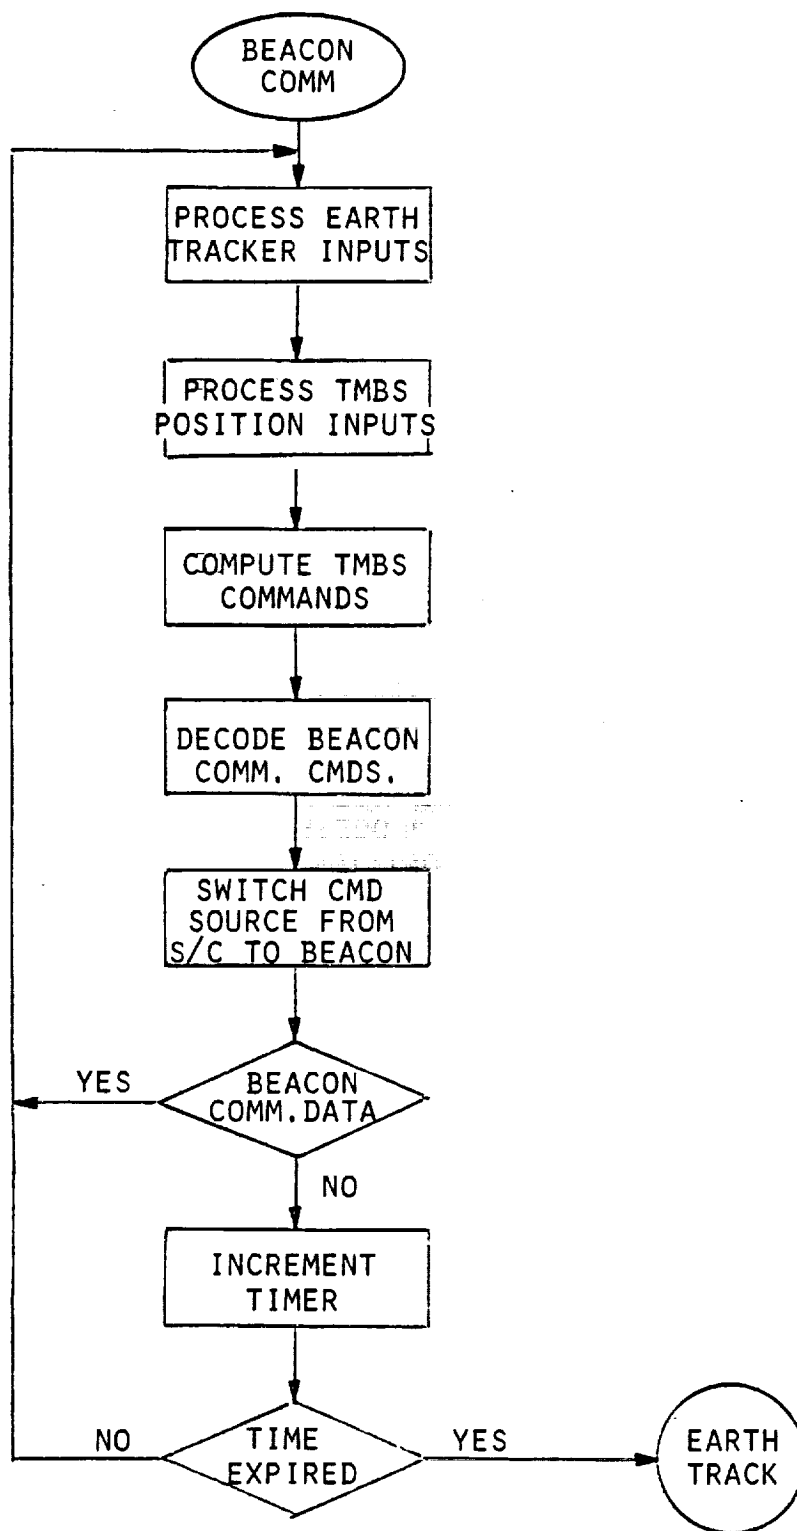 BEACON
COMM
PROCESS EARTH
TRACKER INPUTS
PROCESS TMBS
POSITION INPUTS
COMPUTE TMBS
COMMANDS
DECODE BEACON
COMM. CMDS.
SWITCH CMD
SOURCE FROM
S/C TO BEACON
YES
BEACON
COMM.DATA
NO
INCREMENT
TIMER
NO
TIME
EXPIRED
YES
EARTH
TRACK